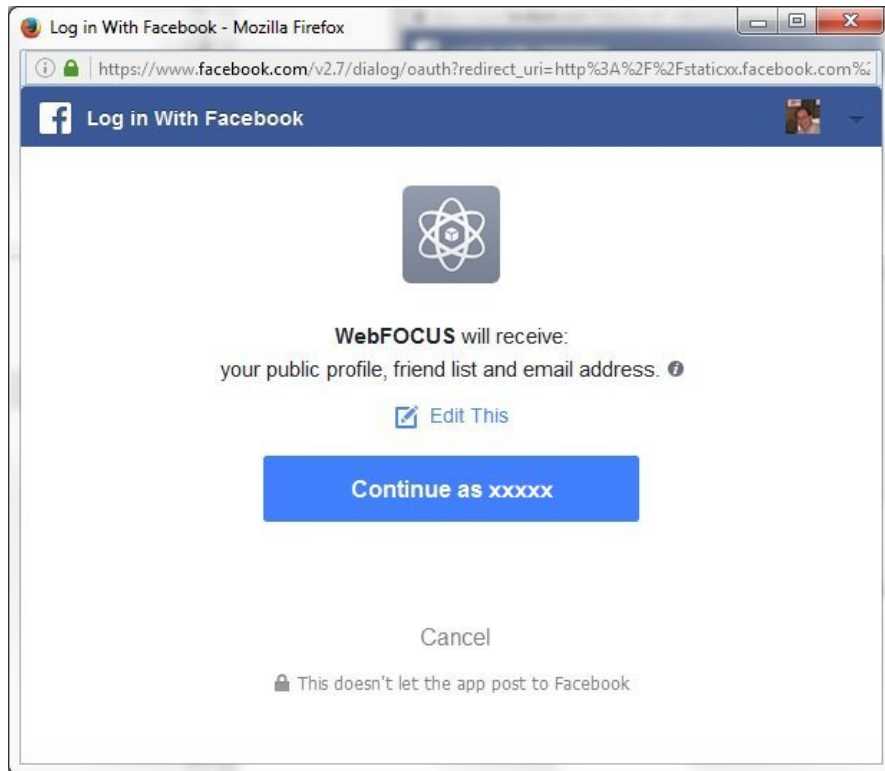 Log in With Facebook - Mozilla Firefox
https://www.facebook.com/v2.7/dialog/oauth?redirect_uri=http%3A%2F%2Fstaticxx.facebook.com%2
f Log in With Facebook
WebFOCUS will receive:
your public profile, friend list and email address.
Edit This
Continue as xxxxx
Cancel
This doesn't let the app post to Facebook